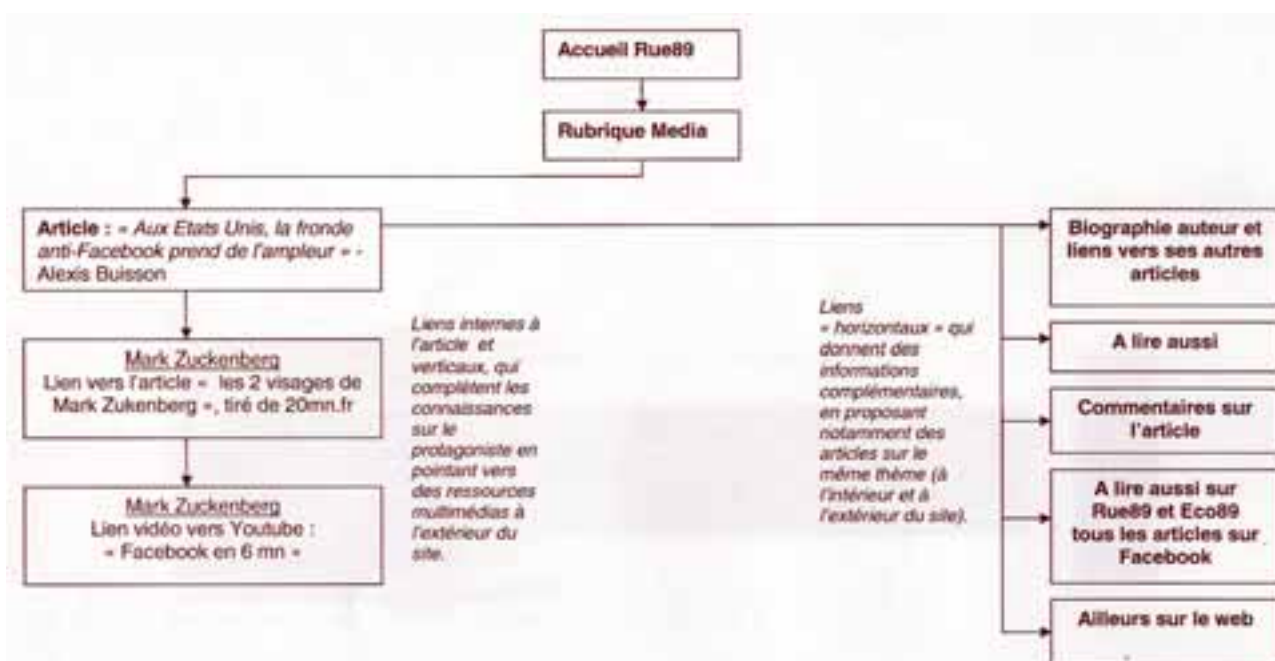 Accueil Rue89
Rubrique Media
Article : « Aux Etats Unis, la fronde
anti-Facebook prend de l'ampleur » -
Alexis Buisson
Mark Zuckenberg
Lien vers l'article « les 2 visages de
Mark Zukenberg », tiré de 20mn.fr
Mark Zuckenberg
Lien vidéo vers Youtube :
« Facebook en 6 mn »
Liens internes à
l'article et
verticaux, qui
complètent les
connaissances
sur le
protagoniste en
pointant vers
des ressources
multimédias à
l'extérieur du
site.
Liens
« horizontaux » qui
donnent des
informations
complémentaires,
en proposant
notamment des
articles sur le
même thème (à
l'intérieur et à
l'extérieur du site).
Biographie auteur et
liens vers ses autres
articles
A lire aussi
Commentaires sur
l'article
A lire aussi sur
Rue89 et Eco89
tous les articles sur
Facebook
Ailleurs sur le web